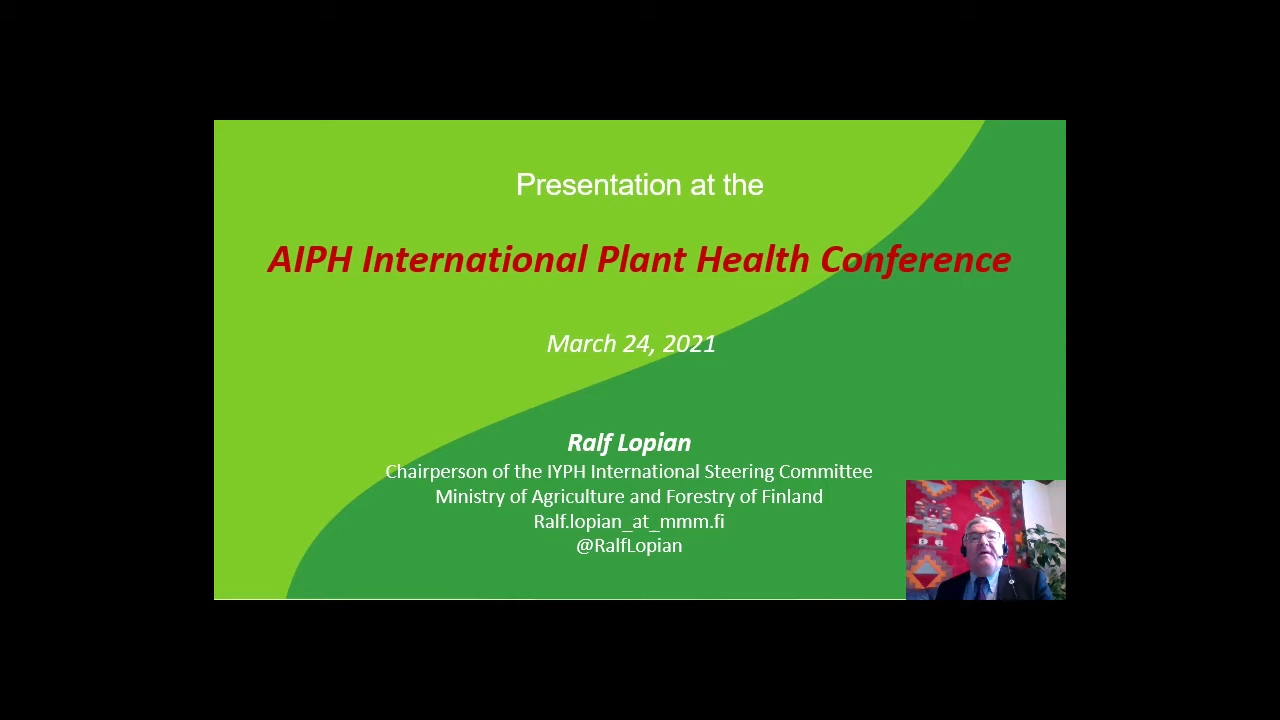 Presentation at the
AIPH International Plant Health Conference
March 24, 2021
Ralf Lopian
Chairperson of the IYPH International Steering Committee
Ministry of Agriculture and Forestry of Finland
Ralf.lopian_at_mmm.fi
@RalfLopian